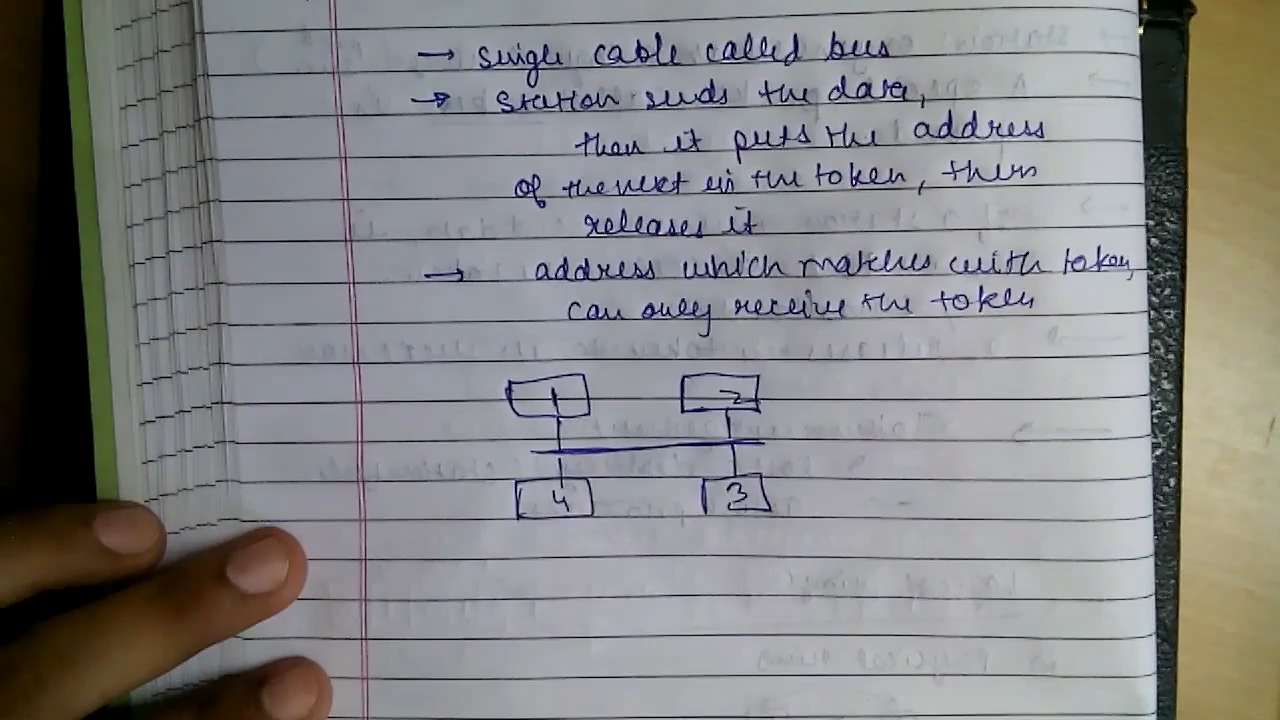 → single cable called bus
→ station sends the data,
then it puts the address
of the next in the token, then
releases it
→ address which matches with token,
can only receive the token
1 2
4 3